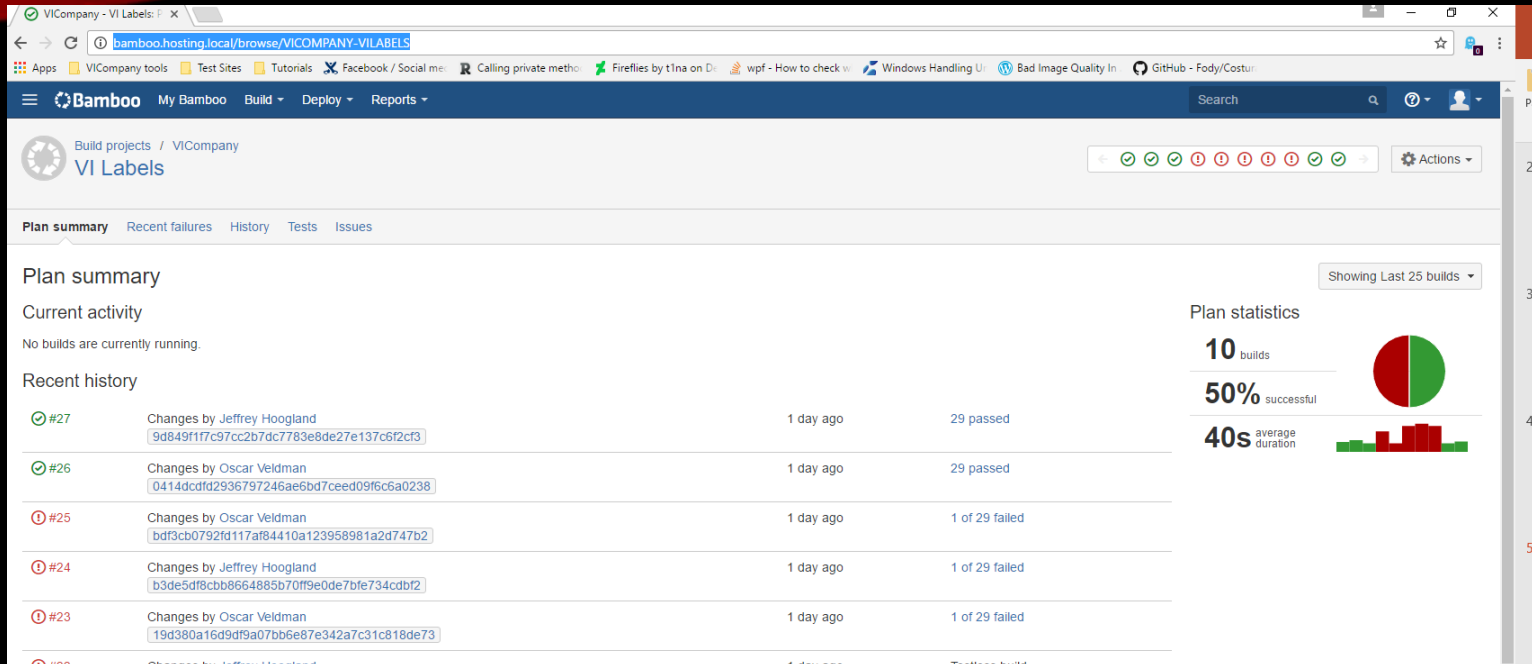 VICompany - VI Labels: P
bamboo.hosting.local/browse/VICOMPANY-VILABELS
Apps VICompany tools Test Sites Tutorials Facebook / Social me Calling private metho Fireflies by t1na on De wpf - How to check w Windows Handling Ur Bad Image Quality In GitHub - Fody/Costur
0
Bamboo My Bamboo Build Deploy Reports Search
Build projects / VICompany
VI Labels
Actions
Plan summary Recent failures History Tests Issues
Plan summary
Showing Last 25 builds
Current activity
Plan statistics
No builds are currently running.
10 builds
Recent history
50% successful
#27 Changes by Jeffrey Hoogland 1 day ago 29 passed
9d849f1f7c97cc2b7dc7783e8de27e137c6f2cf3
40s average duration
#26 Changes by Oscar Veldman 1 day ago 29 passed
0414dcdfd2936797246ae6bd7ceed09f6c6a0238
#25 Changes by Oscar Veldman 1 day ago 1 of 29 failed
bdf3cb0792fd117af84410a123958981a2d747b2
#24 Changes by Jeffrey Hoogland 1 day ago 1 of 29 failed
b3de5df8cbb8664885b70ff9e0de7bfe734cdbf2
#23 Changes by Oscar Veldman 1 day ago 1 of 29 failed
19d380a16d9df9a07bb6e87e342a7c31c818de73
P
2
3
4
5